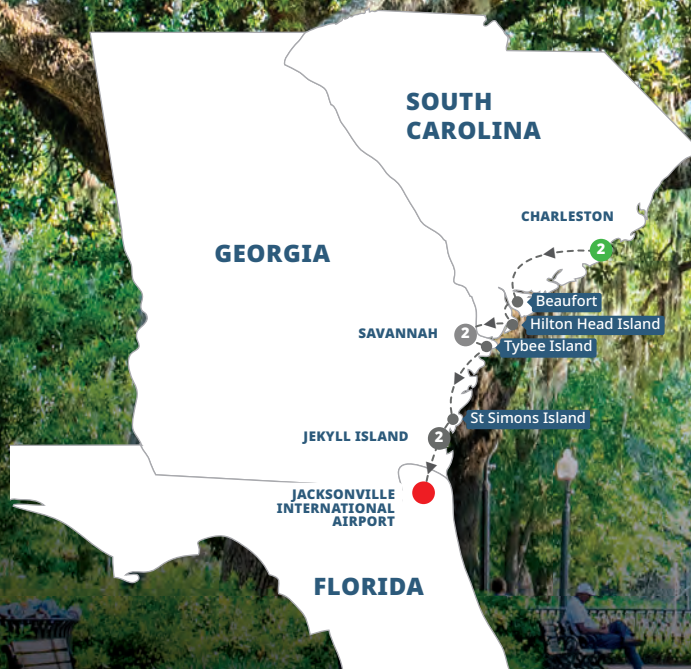 SOUTH
CAROLINA
CHARLESTON
2
GEORGIA
Beaufort
Hilton Head Island
SAVANNAH
2
Tybee Island
St Simons Island
JEKYLL ISLAND
2
JACKSONVILLE
INTERNATIONAL
AIRPORT
FLORIDA